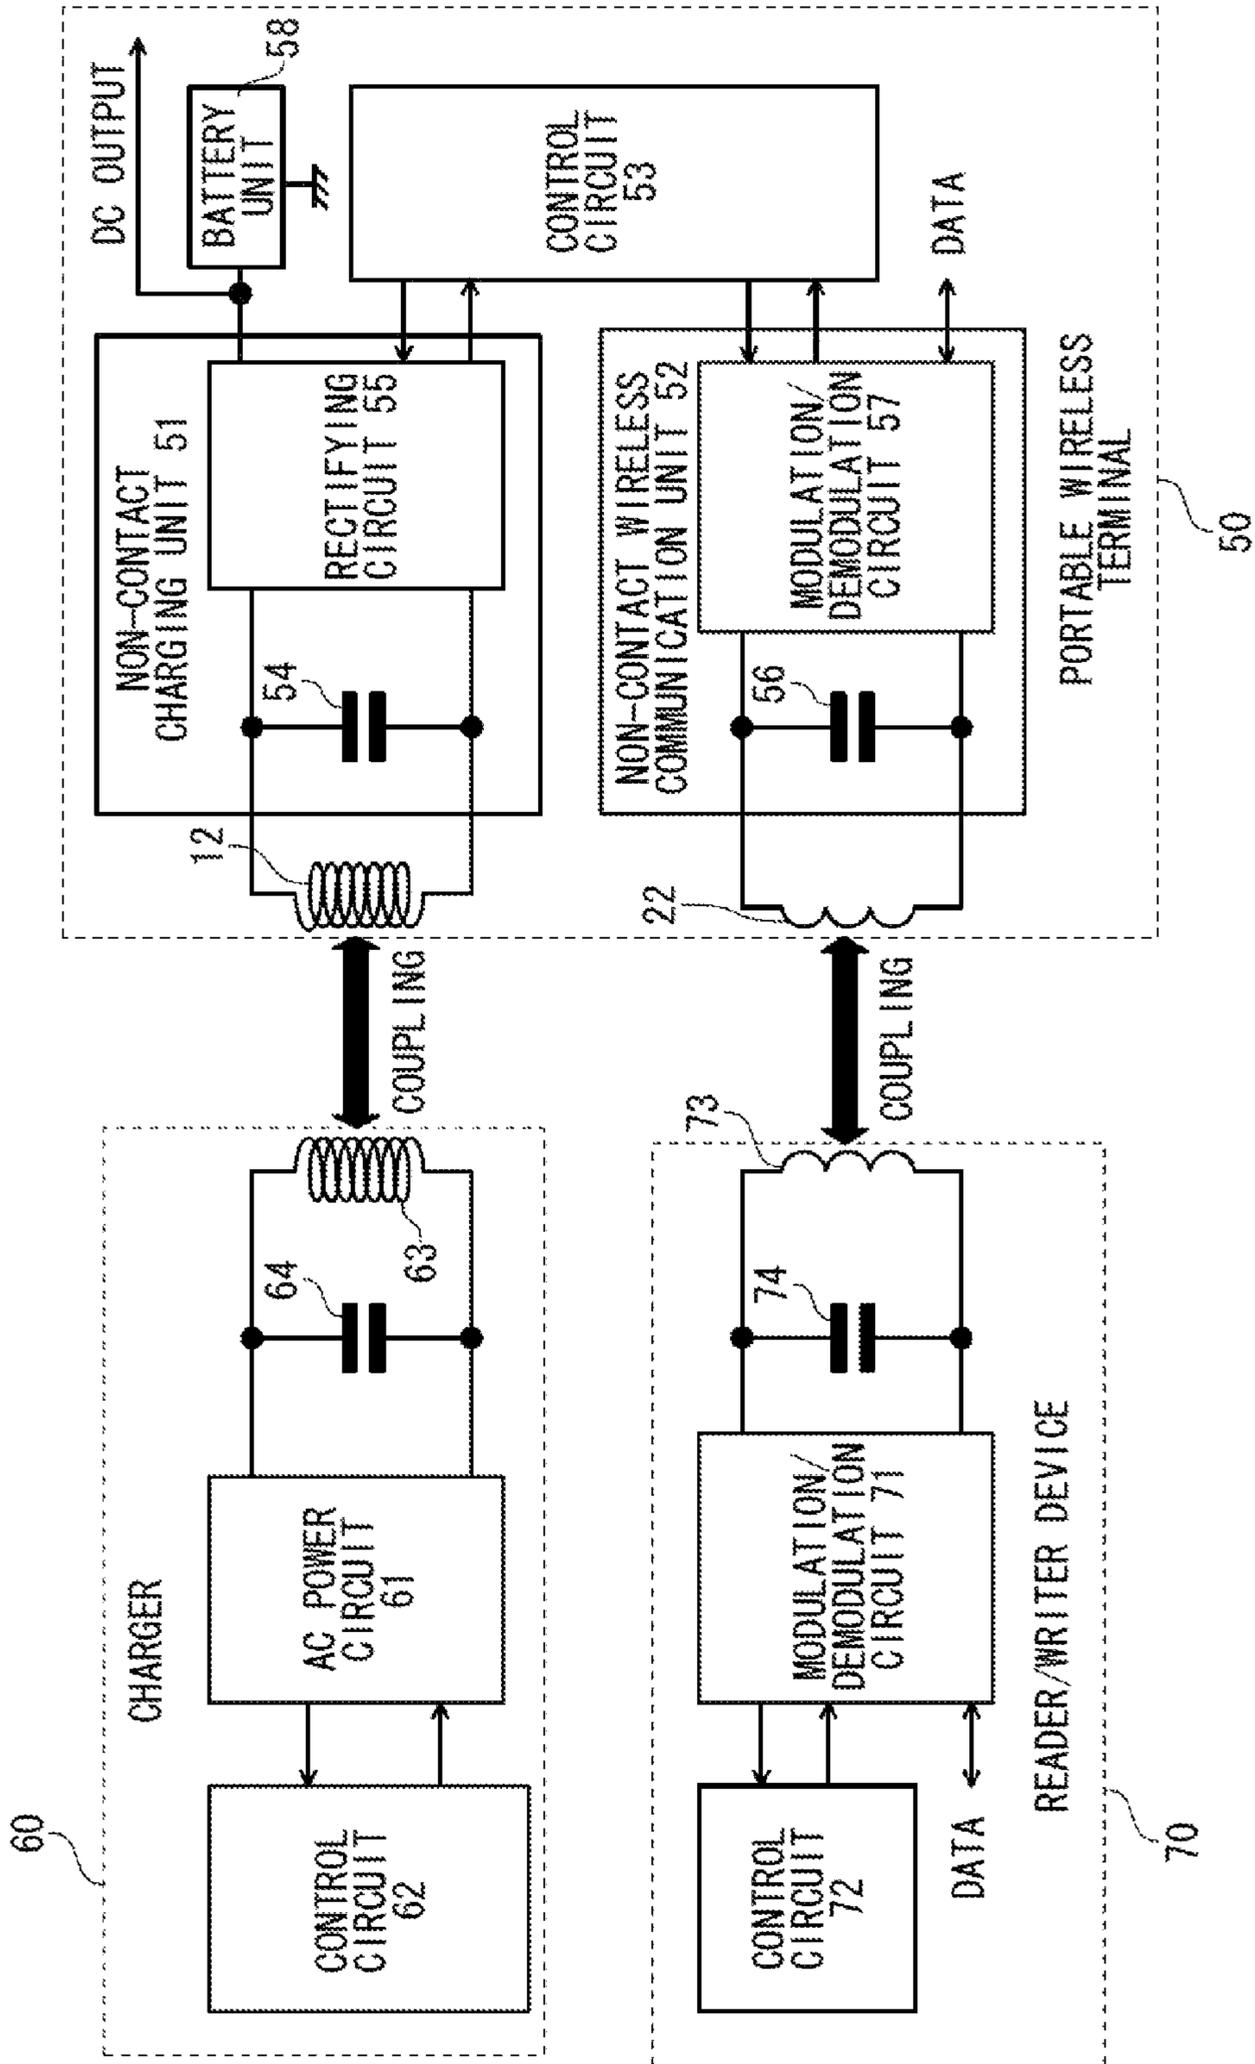 60
CHARGER
CONTROL
CIRCUIT
62
AC POWER
CIRCUIT
61
64
63
COUPLING
12
NON-CONTACT
CHARGING UNIT 51
54
RECTIFYING
CIRCUIT 55
DC OUTPUT
BATTERY
UNIT
58
CONTROL
CIRCUIT
53
CONTROL
CIRCUIT
72
DATA
MODULATION/
DEMODULATION
CIRCUIT 71
74
73
READER/WRITER DEVICE
70
COUPLING
22
NON-CONTACT WIRELESS
COMMUNICATION UNIT 52
56
MODULATION/
DEMODULATION
CIRCUIT 57
DATA
PORTABLE WIRELESS
TERMINAL
50